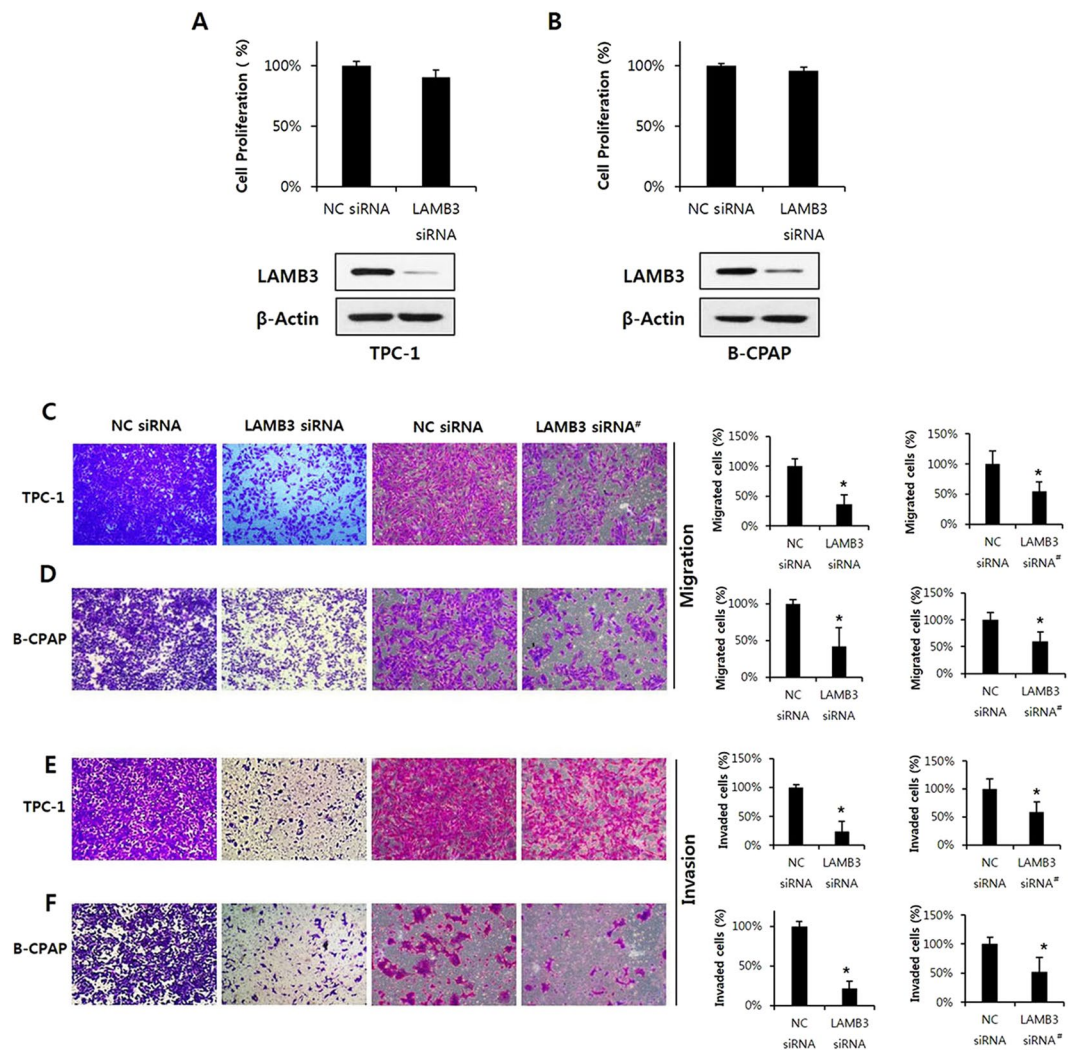 A
Cell Proliferation ( %)
100%
50%
0%
NC siRNA
LAMB3
siRNA
LAMB3
β-Actin
TPC-1
B
Cell Proliferation (%)
100%
50%
0%
NC siRNA
LAMB3
siRNA
LAMB3
β-Actin
B-CPAP
C
NC siRNA
LAMB3 siRNA
NC siRNA
LAMB3 siRNA#
TPC-1
D
B-CPAP
Migration
Migrated cells (%)
150%
100%
50%
0%
*
NC
siRNA
LAMB3
siRNA
Migrated cells (%)
150%
100%
50%
0%
*
NC
siRNA
LAMB3
siRNA#
Migrated cells (%)
100%
50%
0%
*
NC
siRNA
LAMB3
siRNA
Migrated cells (%)
150%
100%
50%
0%
*
NC
siRNA
LAMB3
siRNA#
E
TPC-1
F
B-CPAP
Invasion
Invaded cells (%)
150%
100%
50%
0%
*
NC
siRNA
LAMB3
siRNA
Invaded cells (%)
150%
100%
50%
0%
*
NC
siRNA
LAMB3
siRNA#
Invaded cells (%)
100%
50%
0%
*
NC
siRNA
LAMB3
siRNA
Invaded cells (%)
150%
100%
50%
0%
*
NC
siRNA
LAMB3
siRNA#